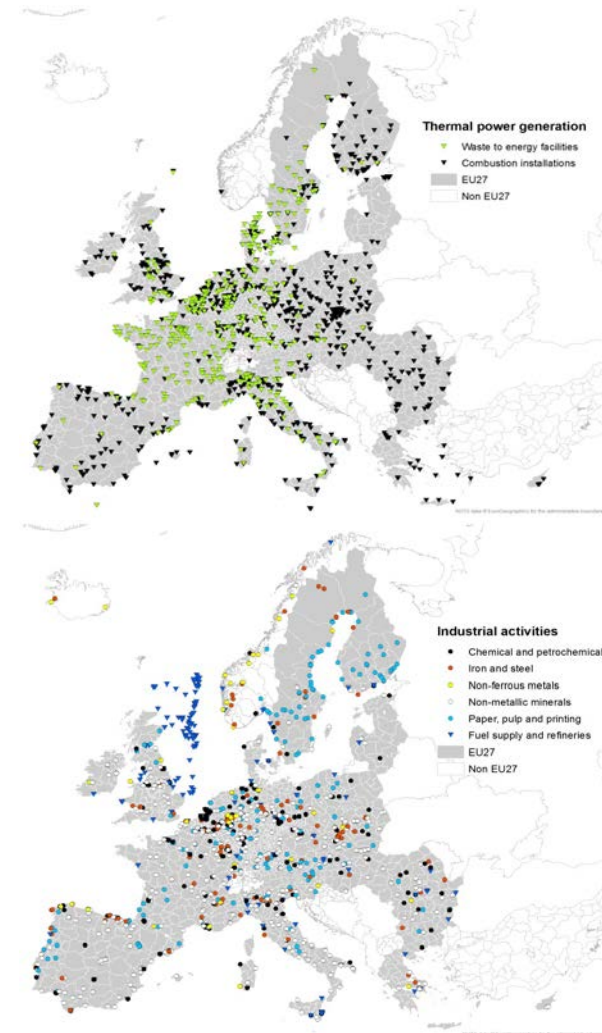 Thermal power generation
Waste to energy facilities
Combustion installations
EU27
Non EU27
Industrial activities
Chemical and petrochemical
Iron and steel
Non-ferrous metals
Non-metallic minerals
Paper, pulp and printing
Fuel supply and refineries
EU27
Non EU27